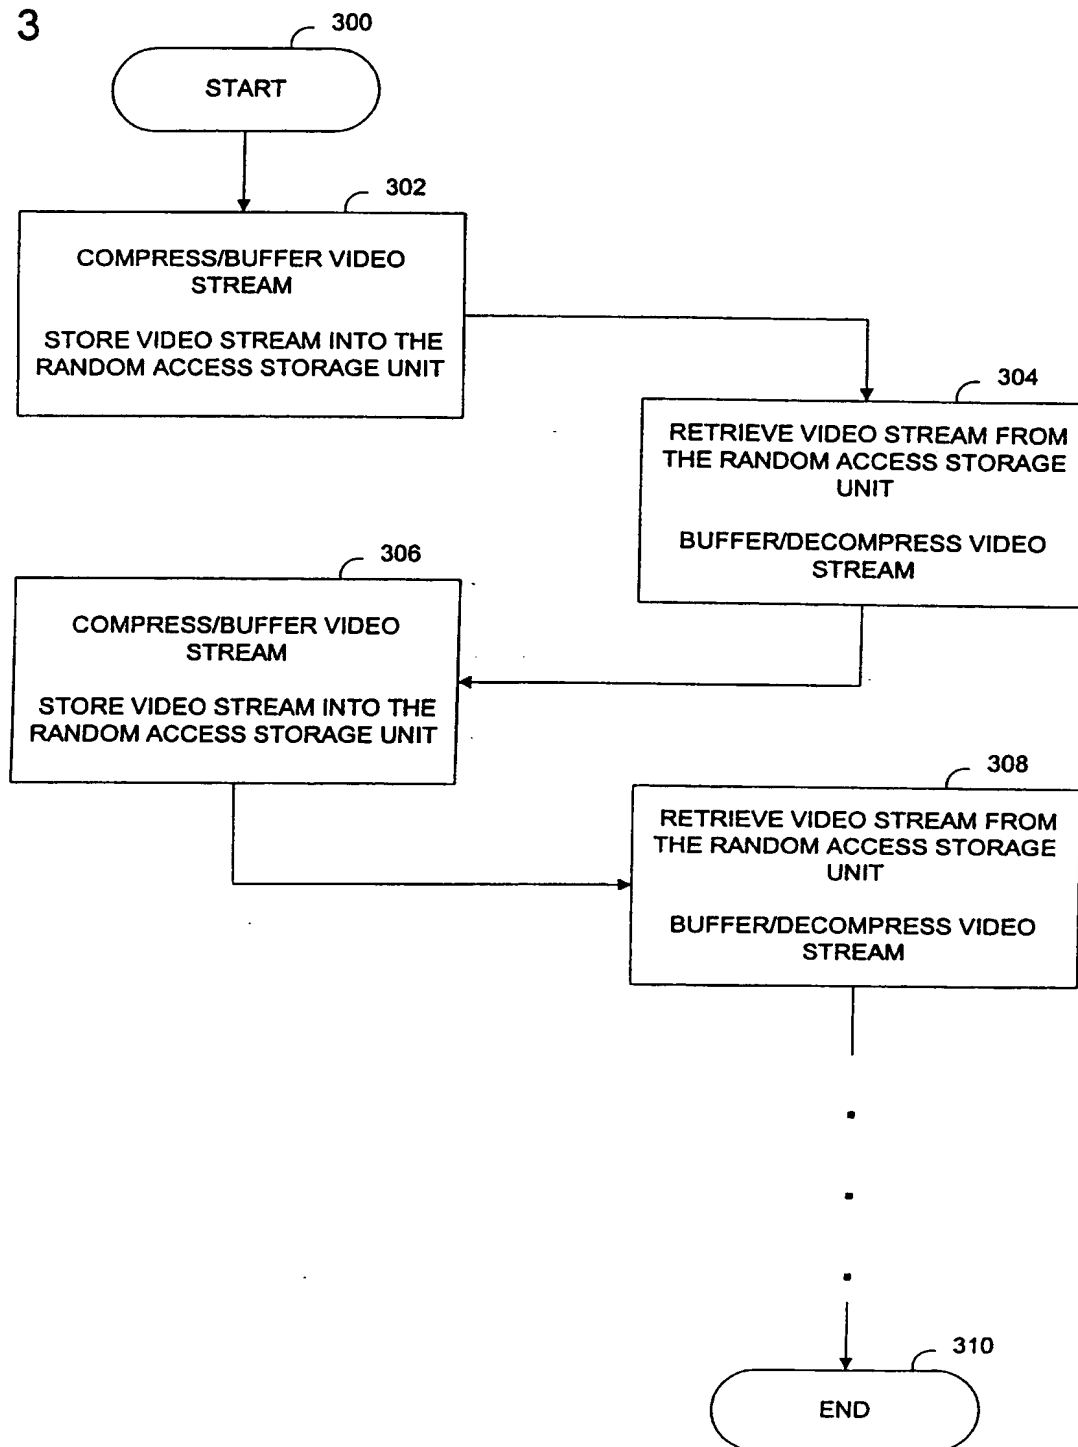 3
300
START
302
COMPRESS/BUFFER VIDEO
STREAM
STORE VIDEO STREAM INTO THE
RANDOM ACCESS STORAGE UNIT
304
RETRIEVE VIDEO STREAM FROM
THE RANDOM ACCESS STORAGE
UNIT
BUFFER/DECOMPRESS VIDEO
STREAM
306
COMPRESS/BUFFER VIDEO
STREAM
STORE VIDEO STREAM INTO THE
RANDOM ACCESS STORAGE UNIT
308
RETRIEVE VIDEO STREAM FROM
THE RANDOM ACCESS STORAGE
UNIT
BUFFER/DECOMPRESS VIDEO
STREAM
310
END